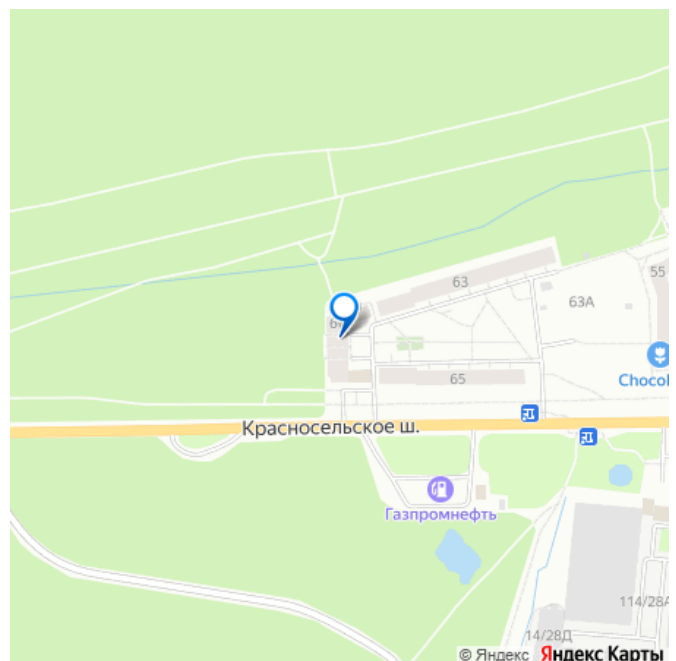 63
55
63А
65
Chocol
Красносельское ш.
Газпромнефть
114/28А
14/28Д
© Яндекс Яндекс Карты